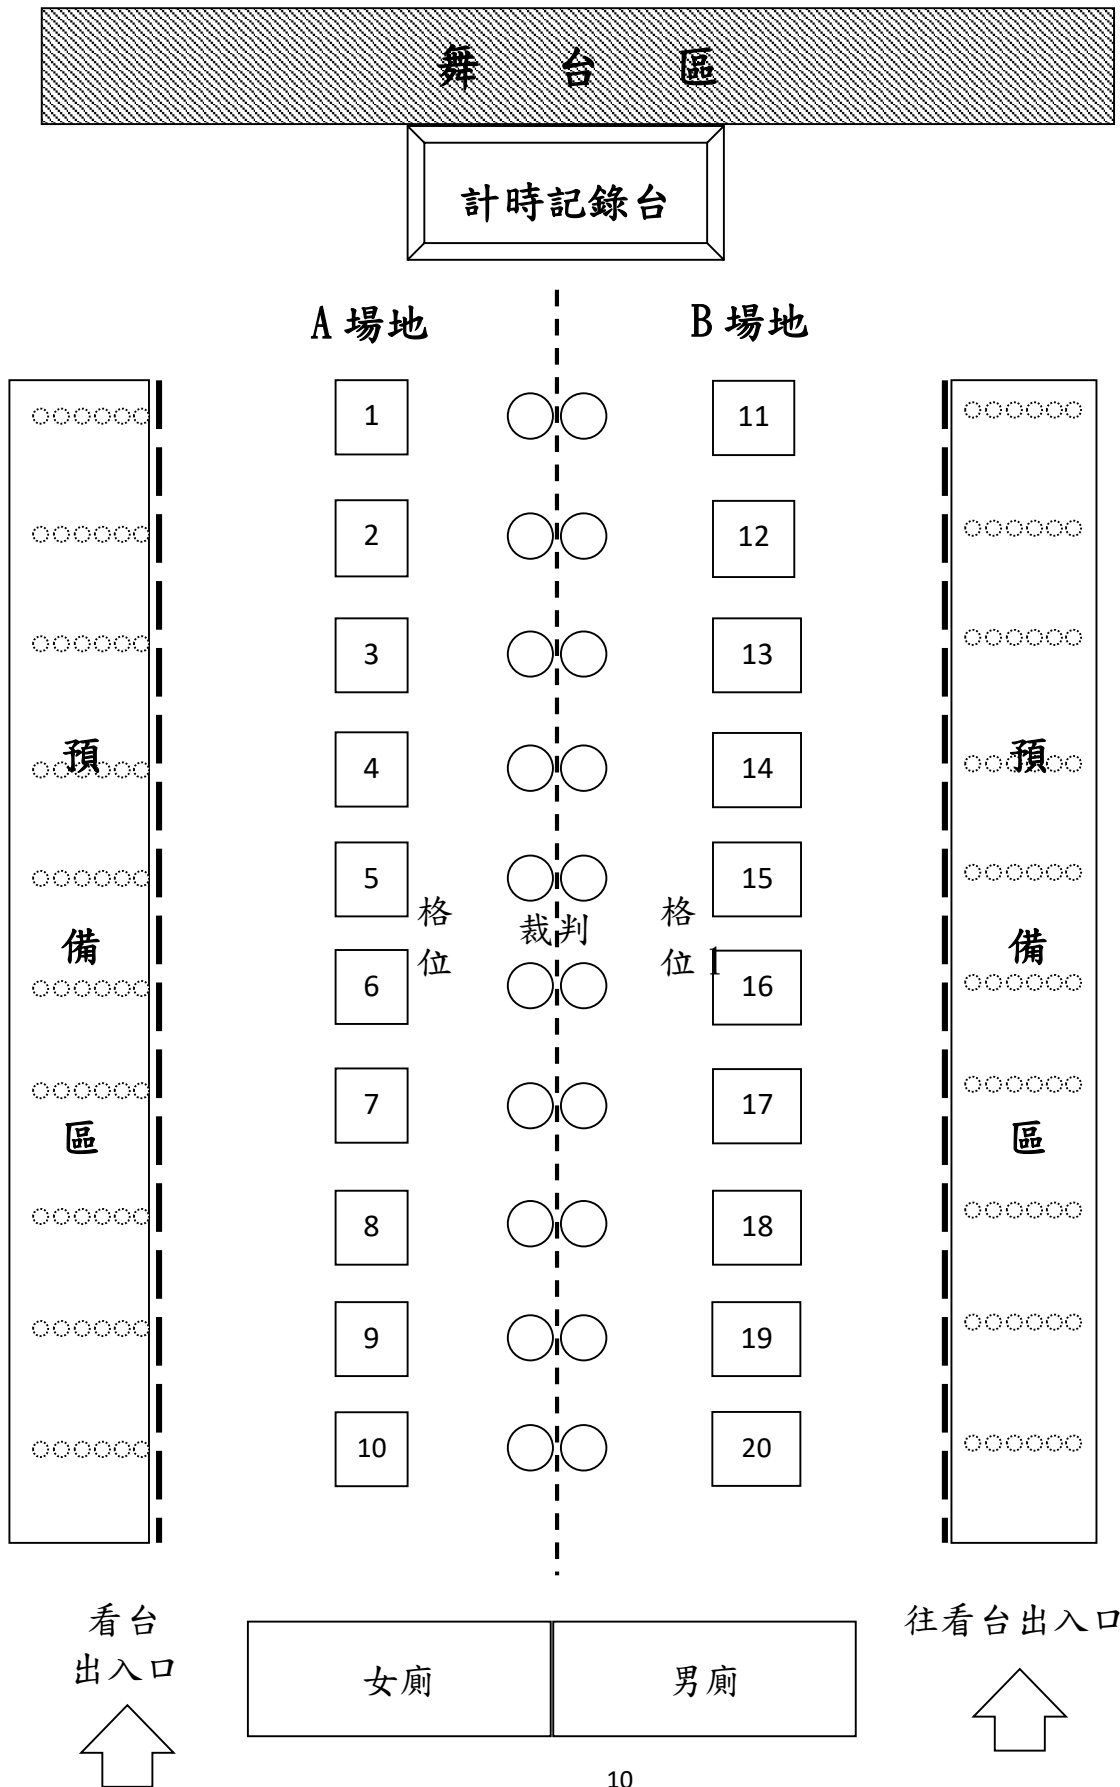 舞 台 區
計時記錄台
A 場地 B 場地
1 11
2 12
3 13
預 4 14 預
5 15
格 裁判 格
備 位 位 1 備
6 16
7 17
區 區
8 18
9 19
10 20
看台 往看台出入口
出入口
女廁 男廁
10